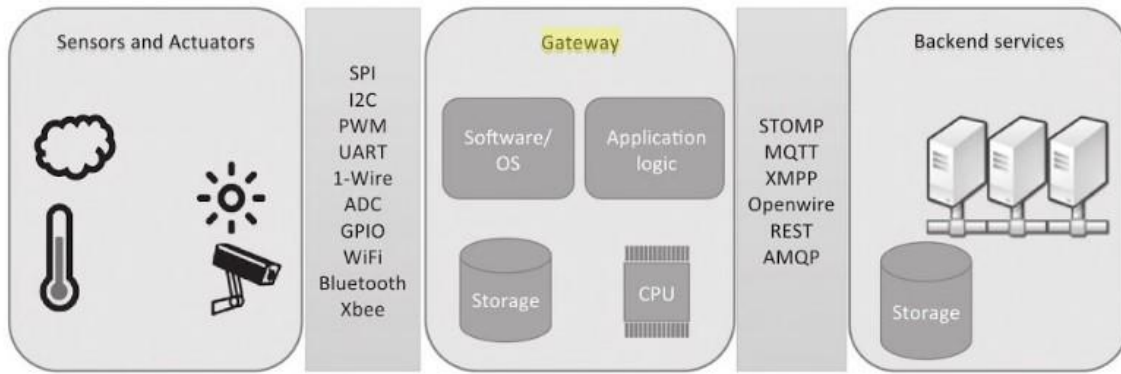 Sensors and Actuators
SPI
I2C
PWM
UART
1-Wire
ADC
GPIO
WiFi
Bluetooth
Xbee
Gateway
Software/
OS
Application
logic
Storage
CPU
STOMP
MQTT
XMPP
Openwire
REST
AMQP
Backend services
Storage